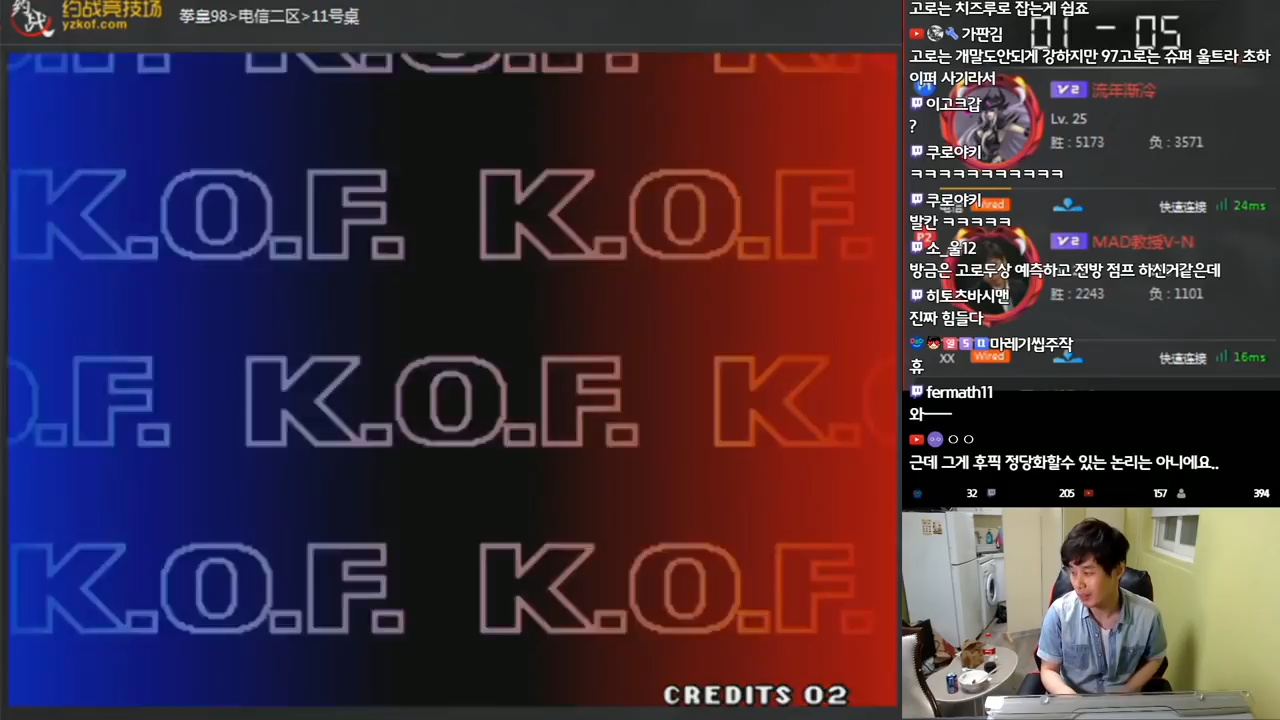 约战竞技场
yzkof.com
拳皇98>电信二区>11号桌
K.O.F. K.O.F.
O.F. K.O.F. K.
K.O.F. K.O.F.
CREDITS 02
고로는 치즈루로 잡는게 쉽죠
01 - 05
가판김
고로는 개말도안되게 강하지만 97고로는 슈퍼 울트라 초하
이퍼 사기라서
이고크갑
?
V2 流年渐冷
Lv. 25
胜 : 5173 负 : 3571
쿠로야키
ㅋㅋㅋㅋㅋㅋㅋㅋㅋㅋㅋ
쿠로야키
Wired 快速连接 24ms
발칸 ㅋㅋㅋㅋㅋ
P2
V2 MAD教授V-N
소_울12
방금은 고로두상 예측하고 전방 점프 하신거같은데
胜 : 2243 负 : 1101
히토츠바시맨
진짜 힘들다
마레기씹주작
XX Wired 快速连接 16ms
휴
fermath11
와──
ㅇ ㅇ
근데 그게 후픽 정당화할수 있는 논리는 아니에요..
32 205 157 394